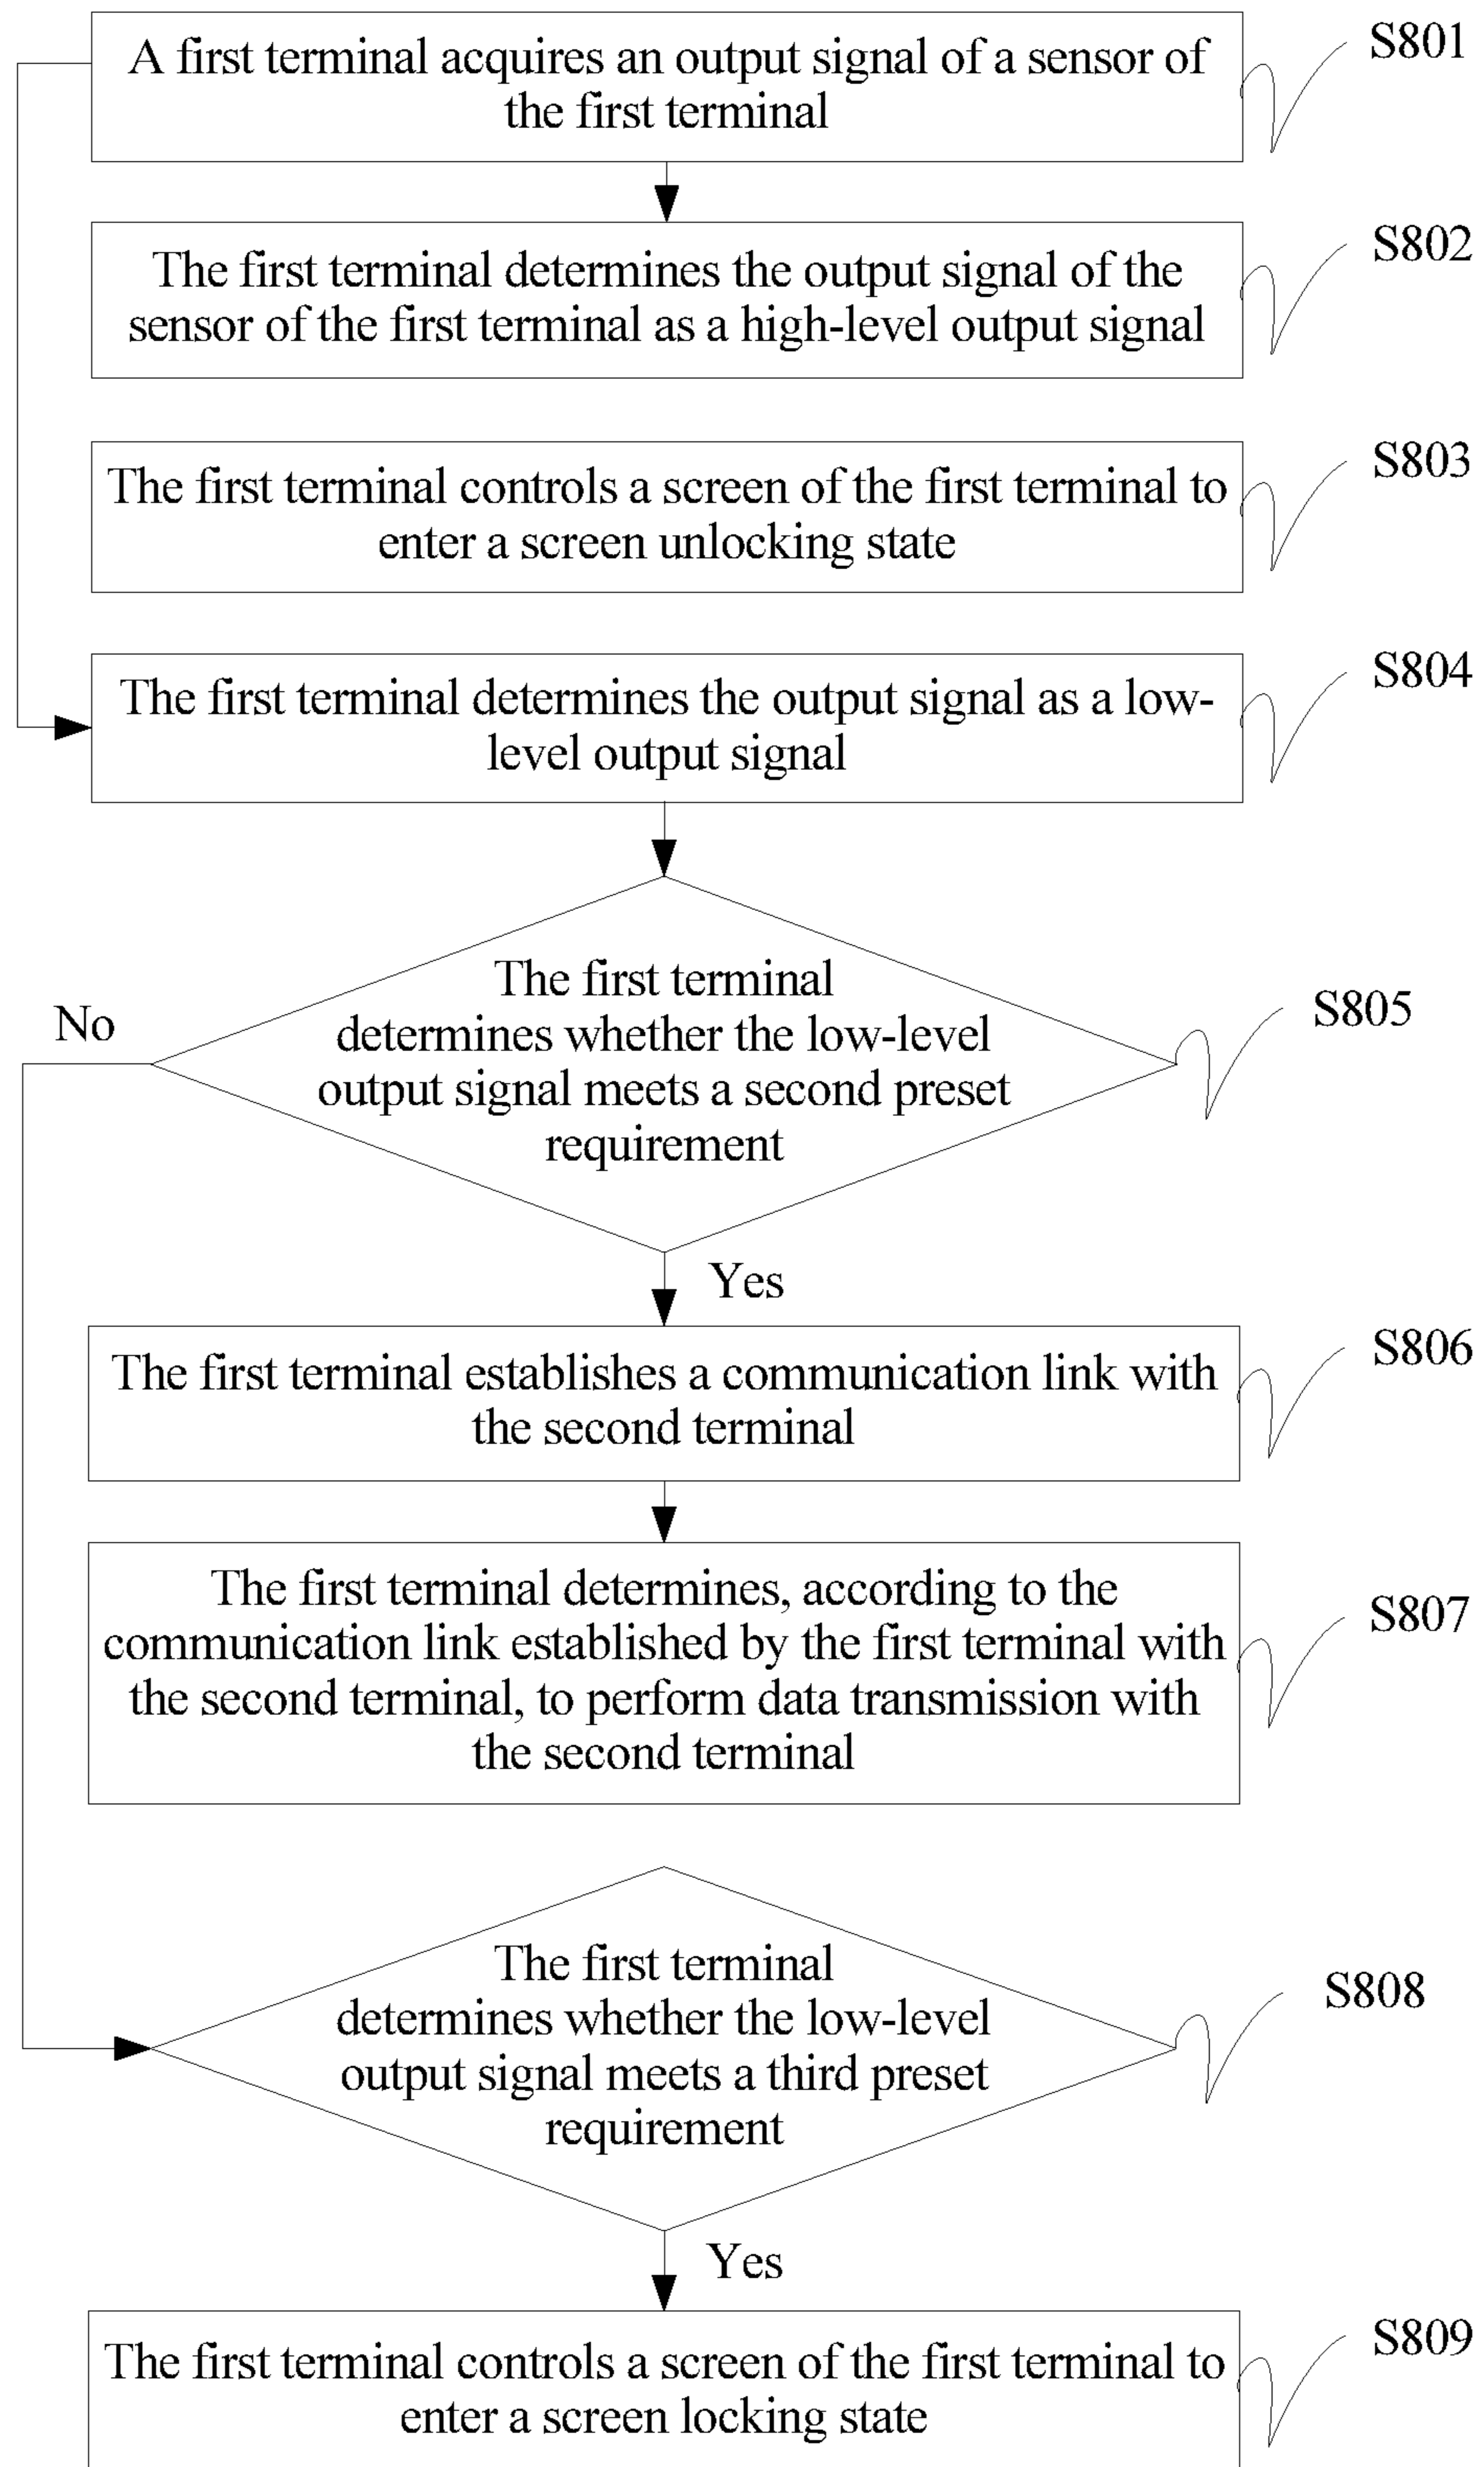 A first terminal acquires an output signal of a sensor of
the first terminal
S801
The first terminal determines the output signal of the
sensor of the first terminal as a high-level output signal
S802
The first terminal controls a screen of the first terminal to
enter a screen unlocking state
S803
The first terminal determines the output signal as a low-
level output signal
S804
The first terminal
determines whether the low-level
output signal meets a second preset
requirement
S805
No
Yes
The first terminal establishes a communication link with
the second terminal
S806
The first terminal determines, according to the
communication link established by the first terminal with
the second terminal, to perform data transmission with
the second terminal
S807
The first terminal
determines whether the low-level
output signal meets a third preset
requirement
S808
Yes
The first terminal controls a screen of the first terminal to
enter a screen locking state
S809